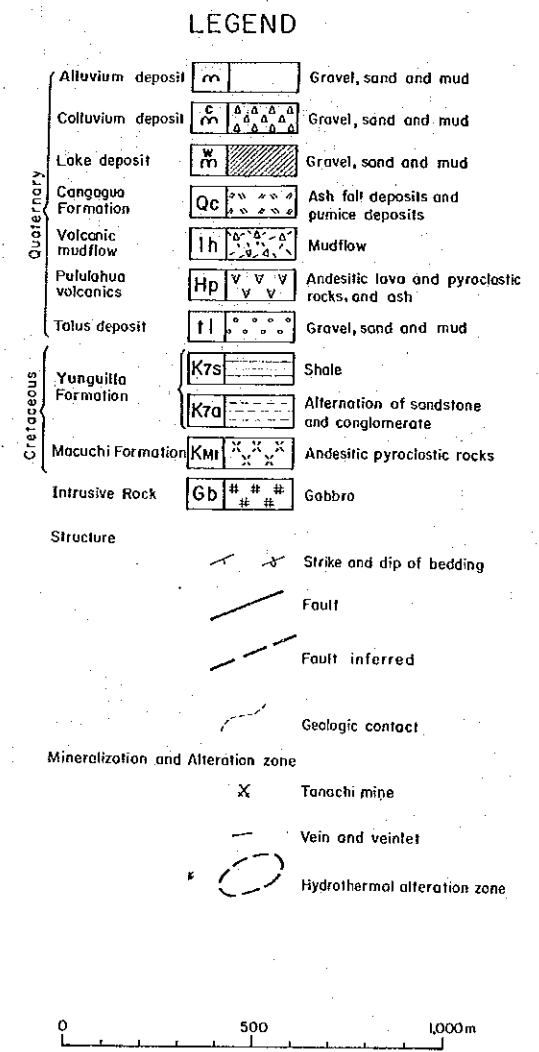 LEGEND
Quaternary
Alluvium deposit m Gravel, sand and mud
Colluvium deposit c m Gravel, sand and mud
Lake deposit w m Gravel, sand and mud
Cangagua Formation Qc Ash fall deposits and pumice deposits
Volcanic mudflow lh Mudflow
Pululahua volcanics Hp Andesitic lava and pyroclastic rocks, and ash
Talus deposit tl Gravel, sand and mud
Cretaceous
Yunguilla Formation
K7s Shale
K7a Alternation of sandstone and conglomerate
Macuchi Formation KM1 Andesitic pyroclastic rocks
Intrusive Rock Gb Gabbro
Structure
Strike and dip of bedding
Fault
Fault inferred
Geologic contact
Mineralization and Alteration zone
Tanachi mine
Vein and veinlet
Hydrothermal alteration zone
0 500 1,000m